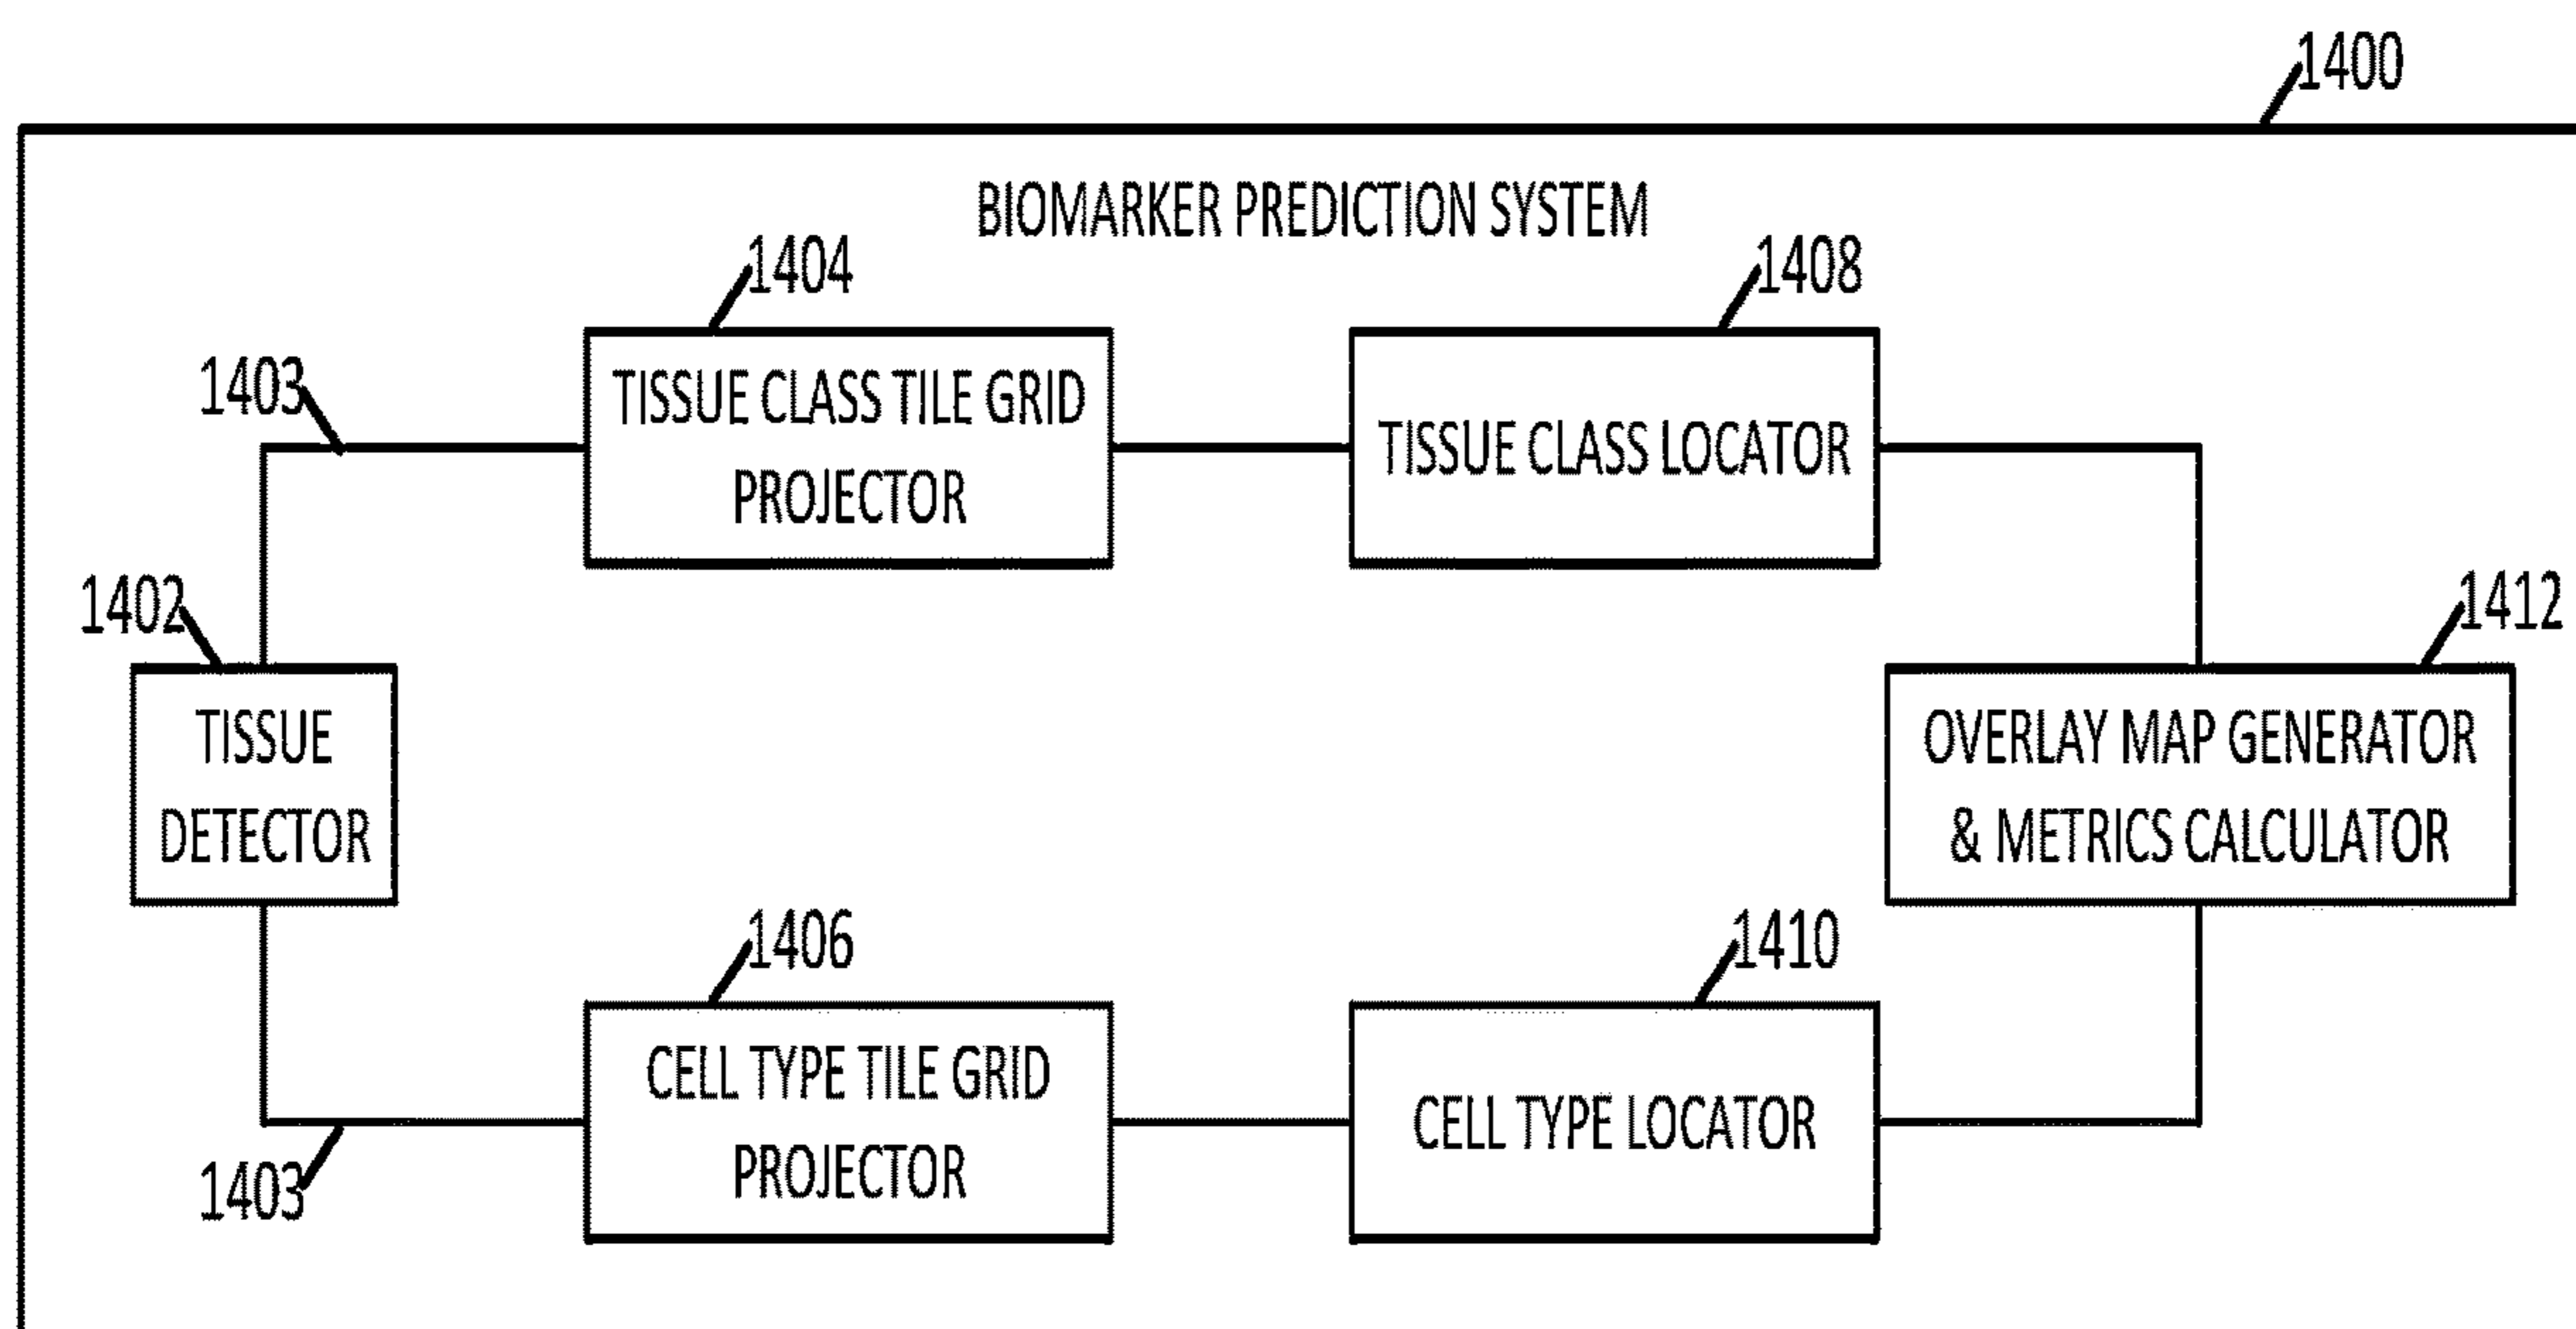 1400
BIOMARKER PREDICTION SYSTEM
1404
1408
1403
TISSUE CLASS TILE GRID
PROJECTOR
TISSUE CLASS LOCATOR
1402
1412
TISSUE
DETECTOR
OVERLAY MAP GENERATOR
& METRICS CALCULATOR
1406
1410
CELL TYPE TILE GRID
PROJECTOR
CELL TYPE LOCATOR
1403